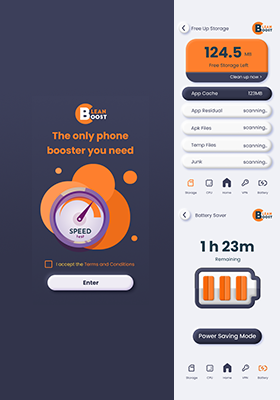 CLEAN
BOOST
The only phone
booster you need
SPEED
Test
I accept the Terms and Conditions
Enter
Free Up Storage
CLEAN
BOOST
124.5 MB
Free Storage Left
Clean up now >
App Cache 123MB
App Residual scanning..
Apk Files scanning..
Temp Files scanning..
Junk scanning..
Storage CPU Home VPN Battery
Battery Saver
CLEAN
BOOST
1h 23m
Remaining
Power Saving Mode
Storage CPU Home VPN Battery